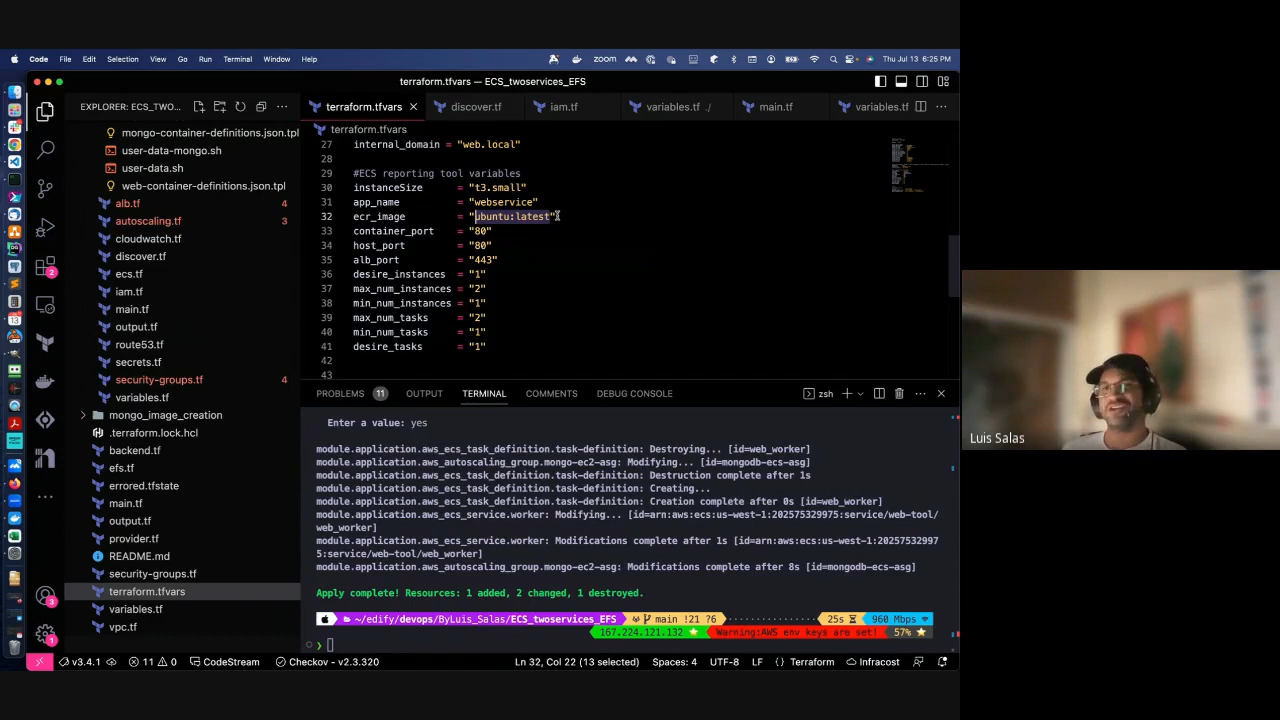 Code File Edit Selection View Go Run Terminal Window Help zoom Thu Jul 13 6:25 PM
terraform.tfvars — ECS_twoservices_EFS
EXPLORER: ECS_TWO...
terraform.tfvars discover.tf iam.tf variables.tf ./ main.tf variables.tf
terraform.tfvars
mongo-container-definitions.json.tpl
user-data-mongo.sh
user-data.sh
web-container-definitions.json.tpl
alb.tf 4
autoscaling.tf 3
cloudwatch.tf
discover.tf
ecs.tf
iam.tf
main.tf
output.tf
route53.tf
secrets.tf
security-groups.tf 4
variables.tf
mongo_image_creation
.terraform.lock.hcl
backend.tf
efs.tf
errored.tfstate
main.tf
output.tf
provider.tf
README.md
security-groups.tf
terraform.tfvars
variables.tf
vpc.tf
27 internal_domain = "web.local"
28
29 #ECS reporting tool variables
30 instanceSize = "t3.small"
31 app_name = "webservice"
32 ecr_image = "ubuntu:latest"
33 container_port = "80"
34 host_port = "80"
35 alb_port = "443"
36 desire_instances = "1"
37 max_num_instances = "2"
38 min_num_instances = "1"
39 max_num_tasks = "2"
40 min_num_tasks = "1"
41 desire_tasks = "1"
42
43
PROBLEMS 11 OUTPUT TERMINAL COMMENTS DEBUG CONSOLE zsh
Enter a value: yes
module.application.aws_ecs_task_definition.task-definition: Destroying... [id=web_worker]
module.application.aws_autoscaling_group.mongo-ec2-asg: Modifying... [id=mongodb-ecs-asg]
module.application.aws_ecs_task_definition.task-definition: Destruction complete after 1s
module.application.aws_ecs_task_definition.task-definition: Creating...
module.application.aws_ecs_task_definition.task-definition: Creation complete after 0s [id=web_worker]
module.application.aws_ecs_service.worker: Modifying... [id=arn:aws:ecs:us-west-1:202575329975:service/web-tool/
web_worker]
module.application.aws_ecs_service.worker: Modifications complete after 1s [id=arn:aws:ecs:us-west-1:20257532997
5:service/web-tool/web_worker]
module.application.aws_autoscaling_group.mongo-ec2-asg: Modifications complete after 8s [id=mongodb-ecs-asg]
Apply complete! Resources: 1 added, 2 changed, 1 destroyed.
~/edify/devops/ByLuis_Salas/ECS_twoservices_EFS main !21 ?6 25s 960 Mbps
167.224.121.132 Warning:AWS env keys are set! 57%
v3.4.1 11 0 CodeStream Checkov - v2.3.320 Ln 32, Col 22 (13 selected) Spaces: 4 UTF-8 LF Terraform Infracost
Luis Salas